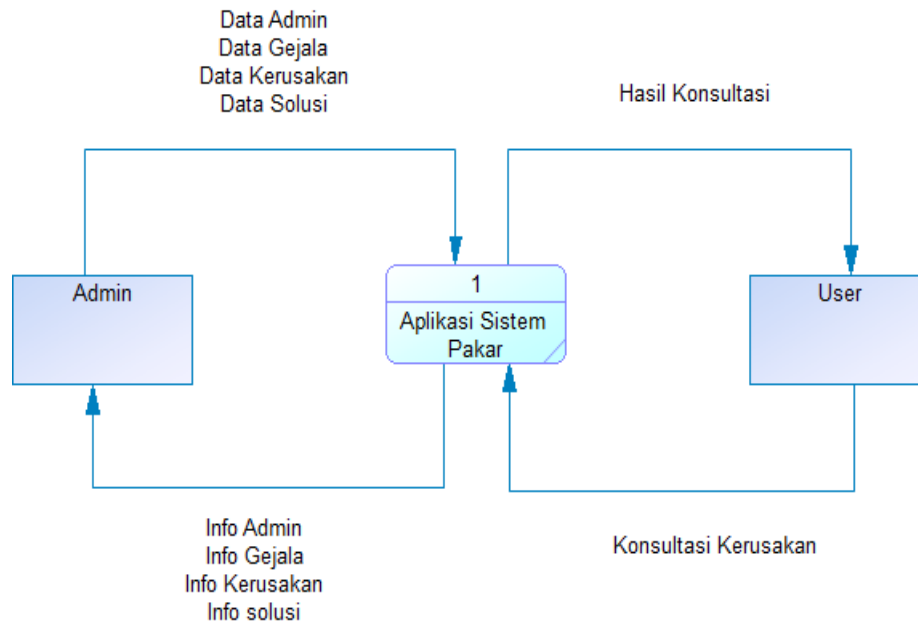 Data Admin
Data Gejala
Data Kerusakan
Data Solusi
Hasil Konsultasi
Admin
1
Aplikasi Sistem
Pakar
User
Info Admin
Info Gejala
Info Kerusakan
Info solusi
Konsultasi Kerusakan